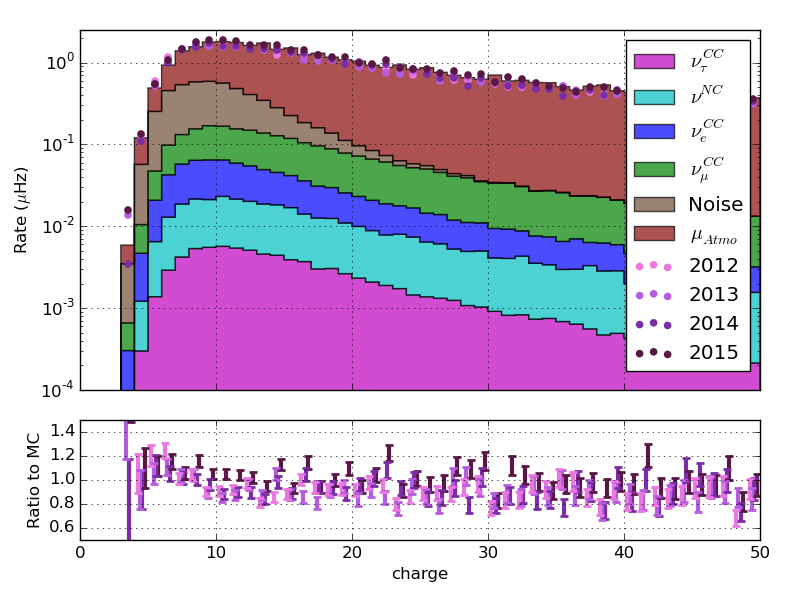 10⁰
10⁻¹
10⁻²
10⁻³
10⁻⁴
Rate (μHz)
ν_τ^CC
ν^NC
ν_e^CC
ν_μ^CC
Noise
μ_Atmo
2012
2013
2014
2015
1.4
1.2
1.0
0.8
0.6
Ratio to MC
0 10 20 30 40 50
charge